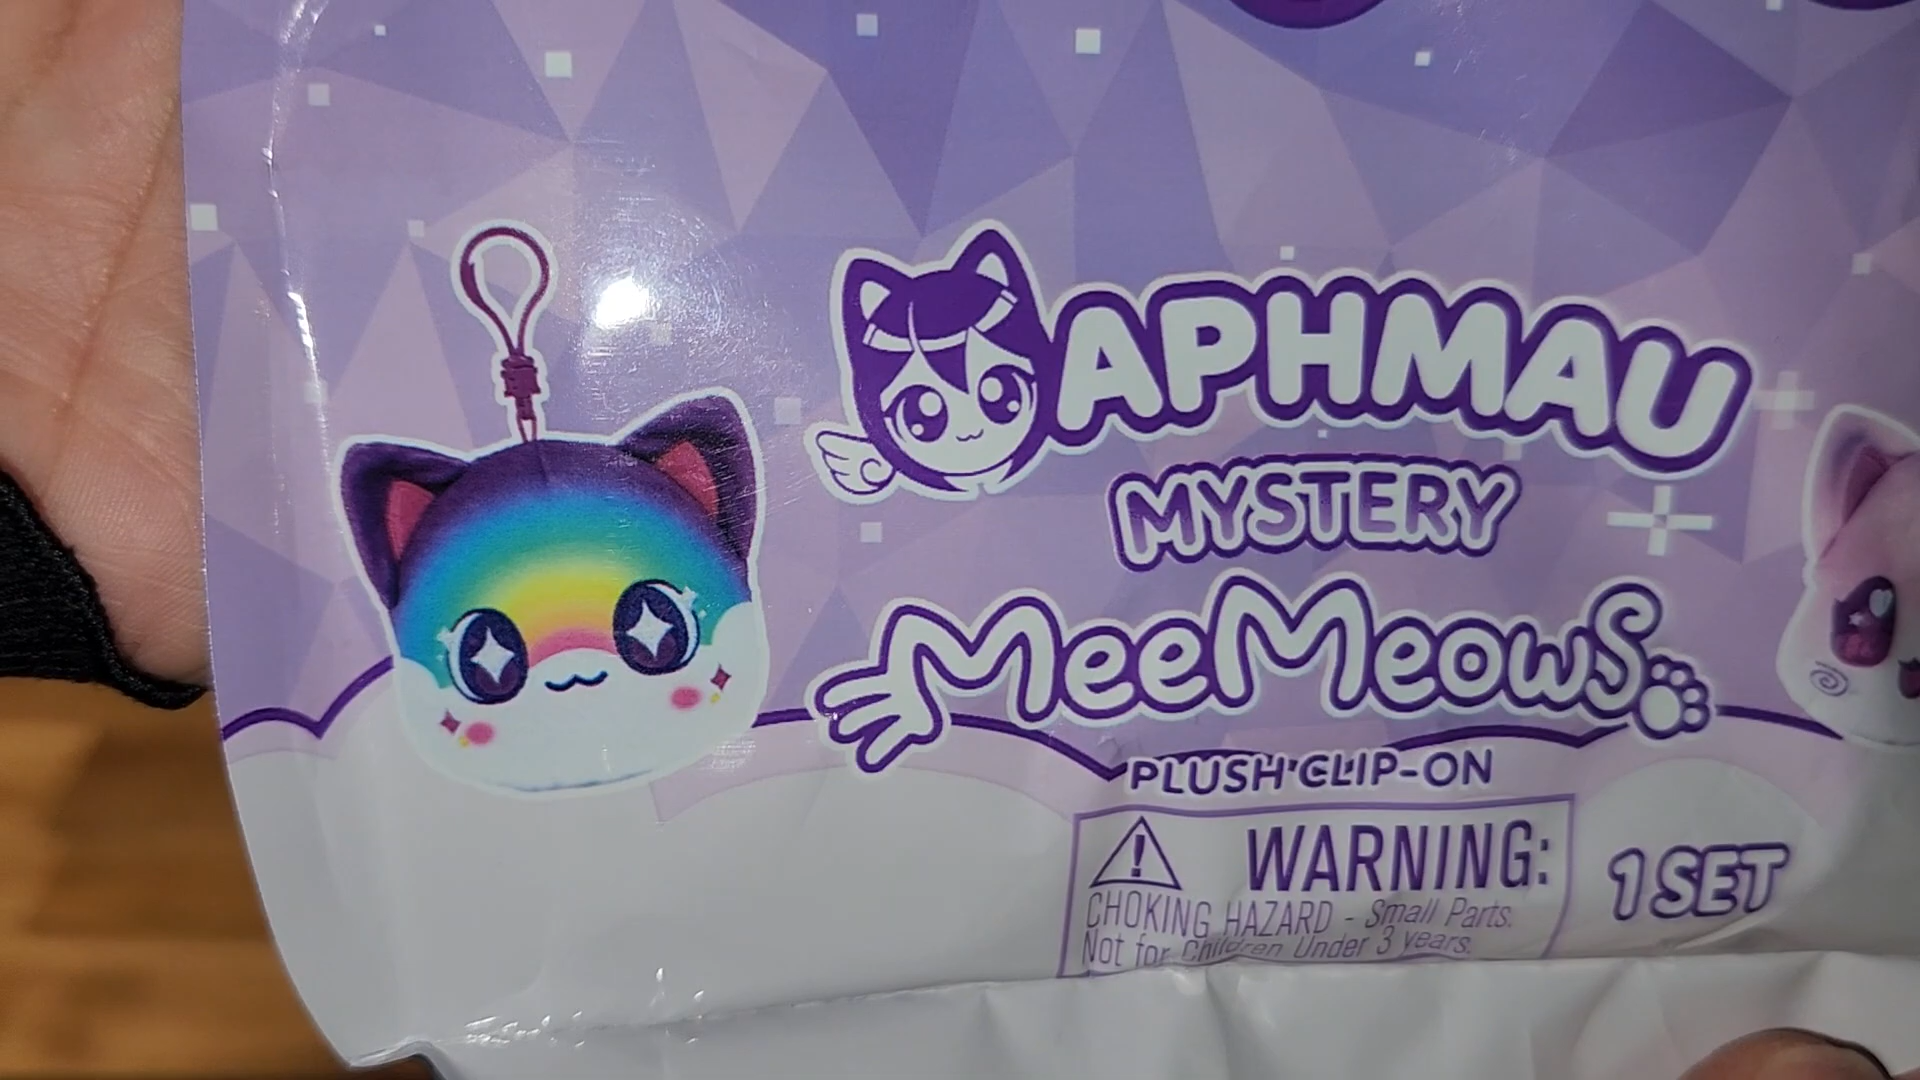 APHMAU
MYSTERY
MeeMeows
PLUSH CLIP-ON
WARNING:
CHOKING HAZARD - Small Parts.
Not for Children Under 3 years.
1 SET